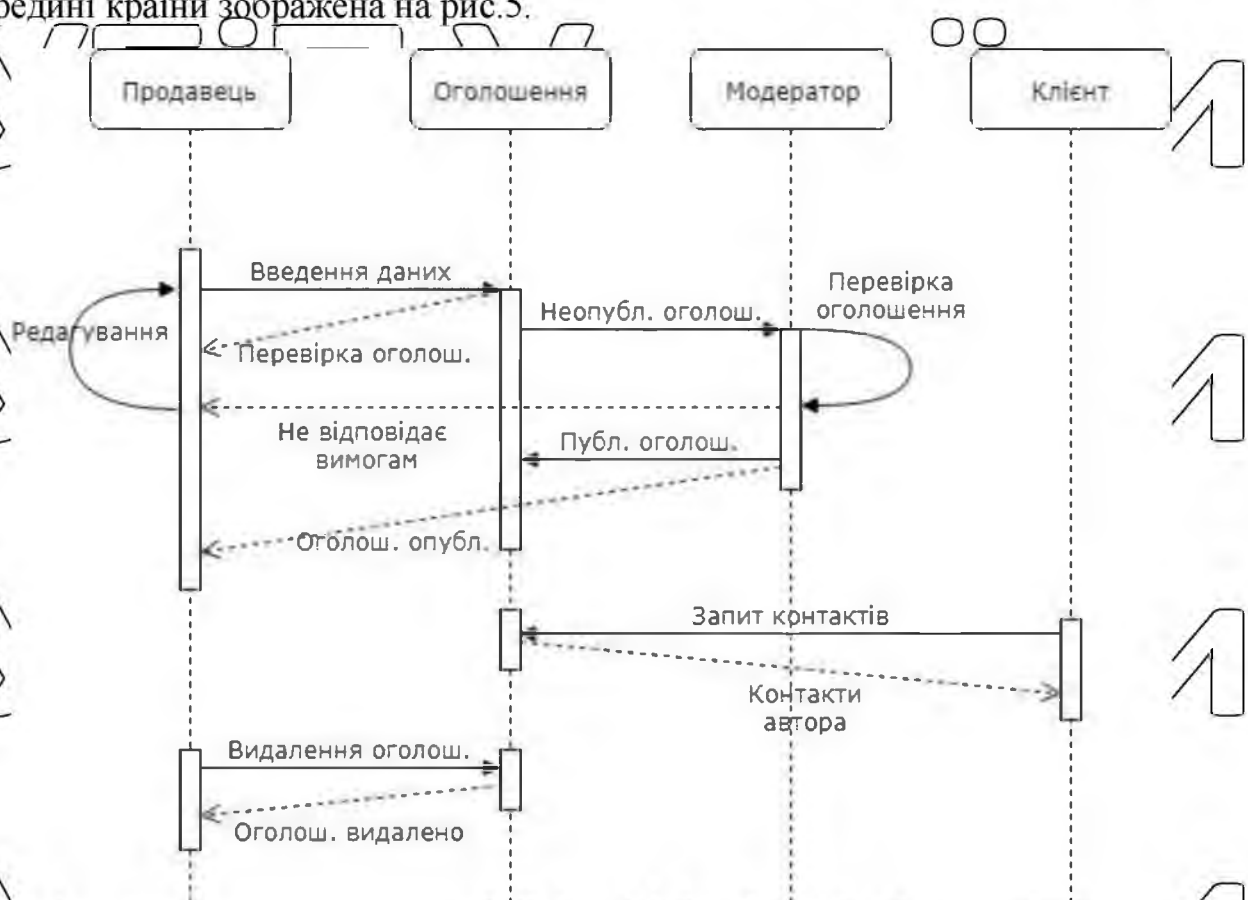 редині країни зображена на рис.5.
Продавець
Оголошення
Модератор
Клієнт
Введення даних
Перевірка
оголошення
Неопубл. оголош.
Редагування
Перевірка оголош.
Не відповідає
вимогам
Публ. оголош.
Оголош. опубл.
Запит контактів
Контакти
автора
Видалення оголош.
Оголош. видалено